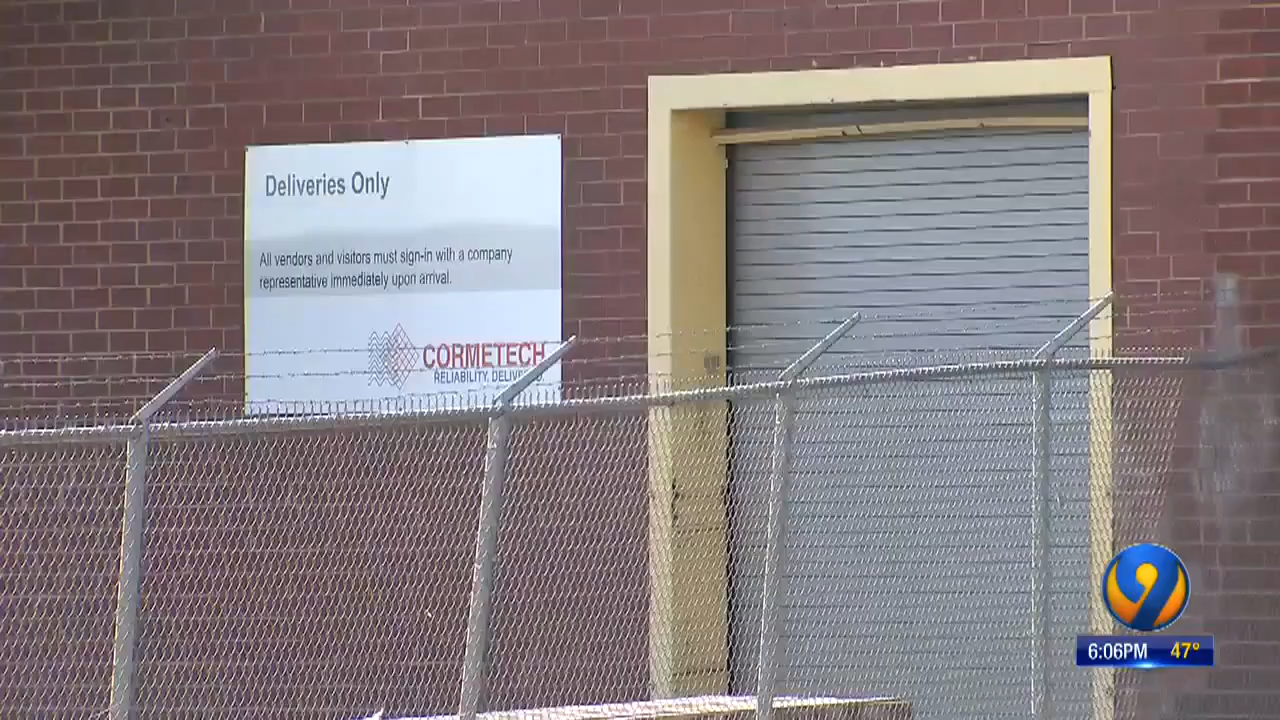 Deliveries Only
All vendors and visitors must sign-in with a company
representative immediately upon arrival.
CORMETECH
RELIABILITY, DELIVERED.
9
6:06PM 47°